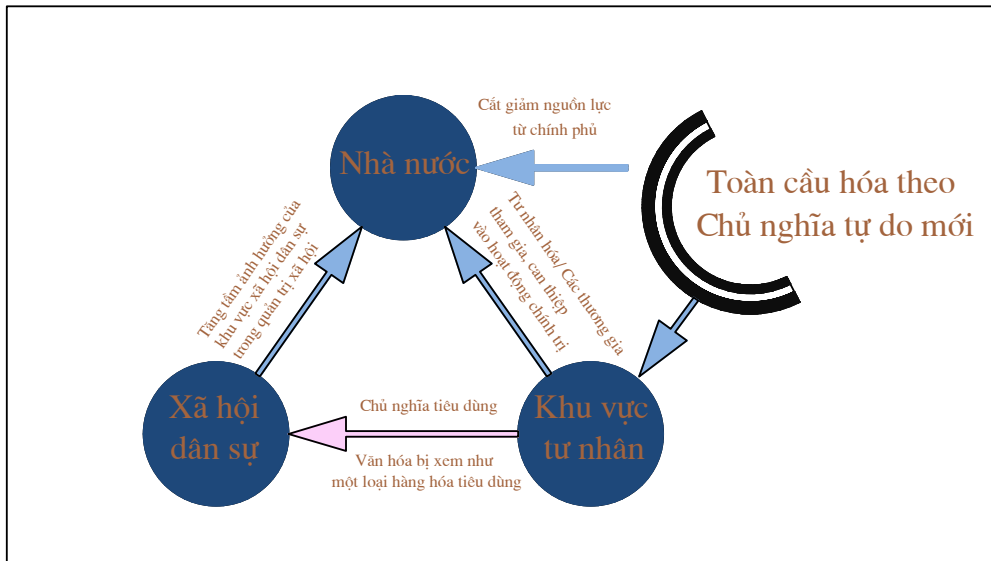 Cắt giảm nguồn lực
từ chính phủ
Nhà nước
Toàn cầu hóa theo
Chủ nghĩa tự do mới
Tăng tầm ảnh hưởng của
khu vực xã hội dân sự
trong quản trị xã hội
Tư nhân hóa/ Các thương gia
tham gia, can thiệp
vào hoạt động chính trị
Xã hội
dân sự
Chủ nghĩa tiêu dùng
Văn hóa bị xem như
một loại hàng hóa tiêu dùng
Khu vực
tư nhân